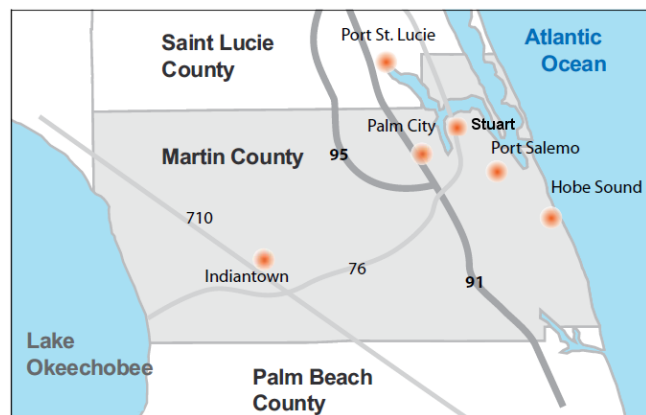 Port St. Lucie
Saint Lucie
County
Atlantic
Ocean
Palm City
Stuart
Martin County
95
Port Salemo
Hobe Sound
710
76
Indiantown
91
Lake
Okeechobee
Palm Beach
County